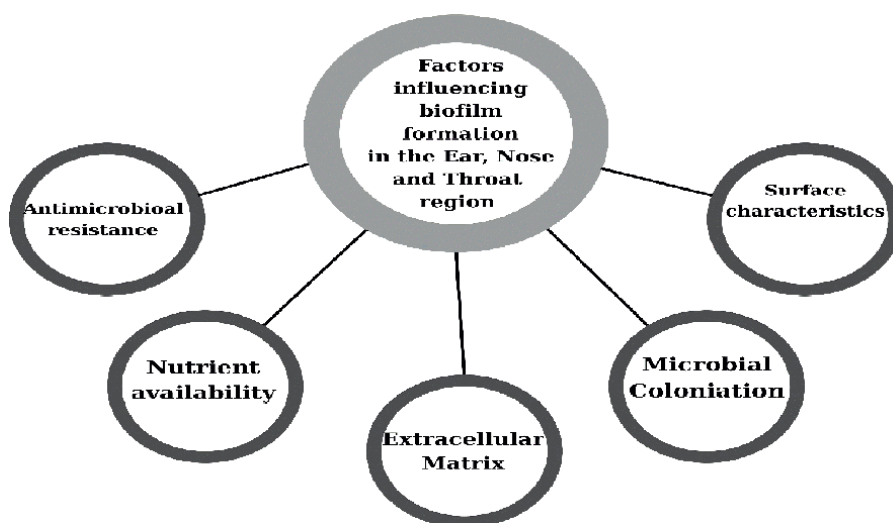 Factors
influencing
biofilm
formation
in the Ear, Nose
and Throat
region
Antimicrobioal
resistance
Surface
characteristics
Nutrient
availability
Microbial
Coloniation
Extracellular
Matrix